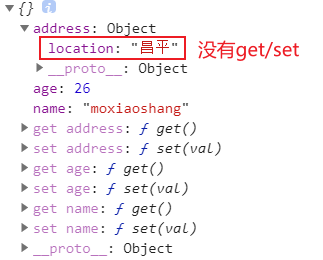 ▼ {} i
▼ address: Object
location: "昌平"
没有get/set
▶ __proto__: Object
age: 26
name: "moxiaoshang"
▶ get address: ƒ get()
▶ set address: ƒ set(val)
▶ get age: ƒ get()
▶ set age: ƒ set(val)
▶ get name: ƒ get()
▶ set name: ƒ set(val)
▶ __proto__: Object